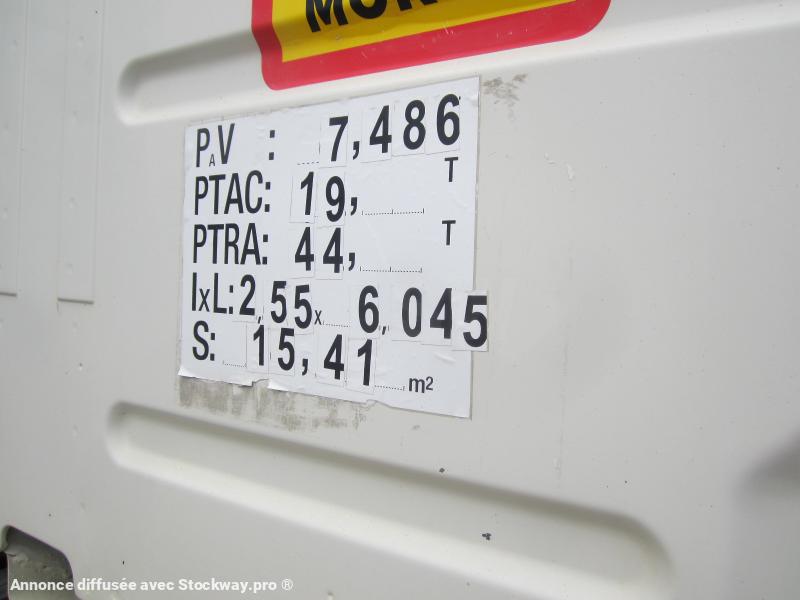 PAV : 7,486
T
PTAC: 19,
T
PTRA: 44,
IxL: 2,55 x 6,045
S: 15,41 m²
Annonce diffusée avec Stockway.pro ®